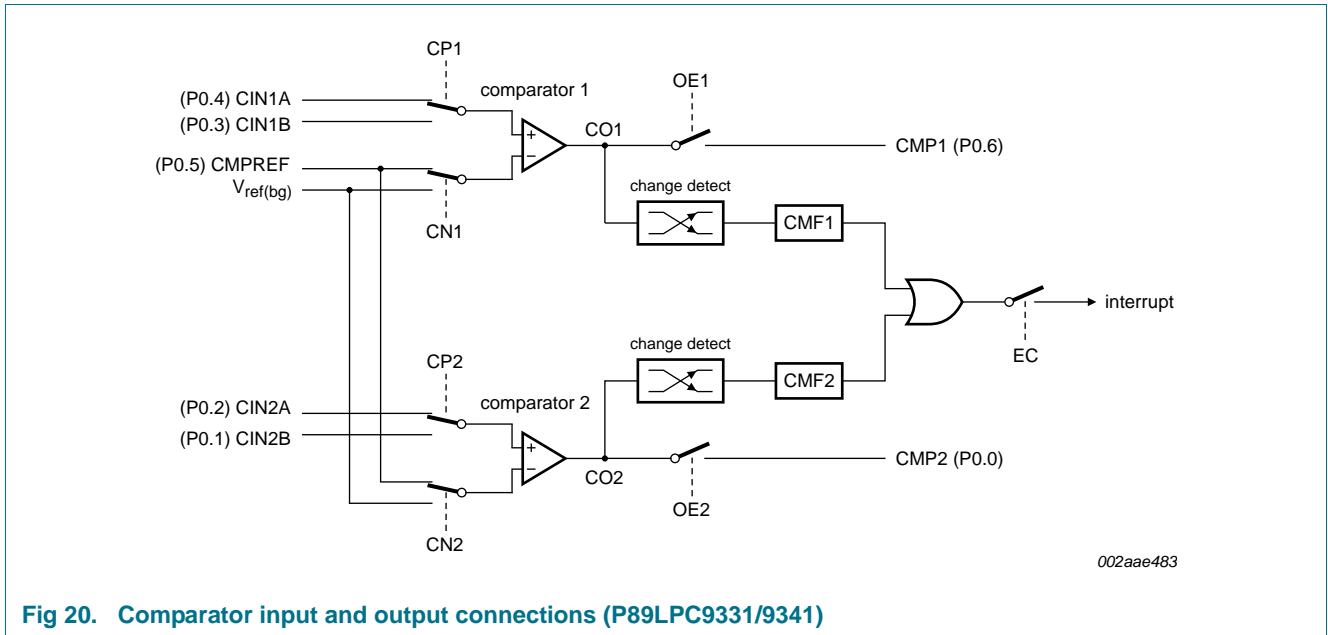 CP1
comparator 1
OE1
(P0.4) CIN1A
(P0.3) CIN1B
+
−
CO1
CMP1 (P0.6)
(P0.5) CMPREF
Vref(bg)
change detect
CN1
CMF1
interrupt
EC
change detect
CP2
CMF2
comparator 2
(P0.2) CIN2A
(P0.1) CIN2B
+
−
CO2
CMP2 (P0.0)
OE2
CN2
002aae483
Fig 20. Comparator input and output connections (P89LPC9331/9341)